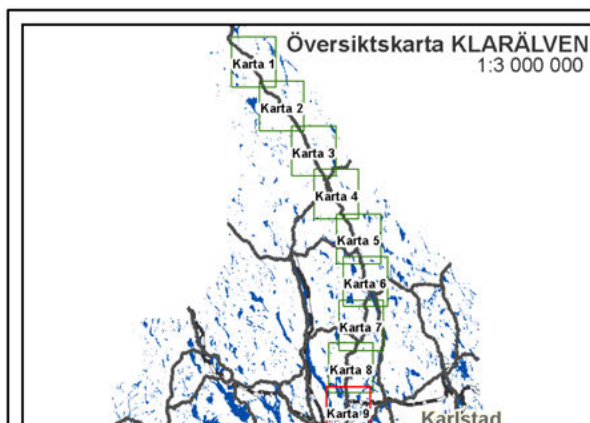 Översiktskarta KLARÄLVEN
1:3 000 000
Karta 1
Karta 2
Karta 3
Karta 4
Karta 5
Karta 6
Karta 7
Karta 8
Karta 9
Karlstad